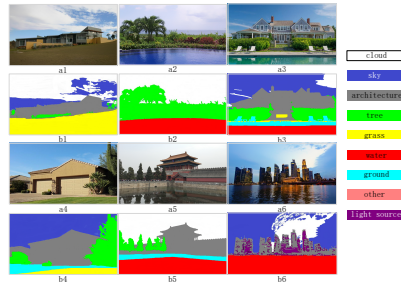 a1 a2 a3
b1 b2 b3
a4 a5 a6
b4 b5 b6
cloud
sky
architecture
tree
grass
water
ground
other
light source